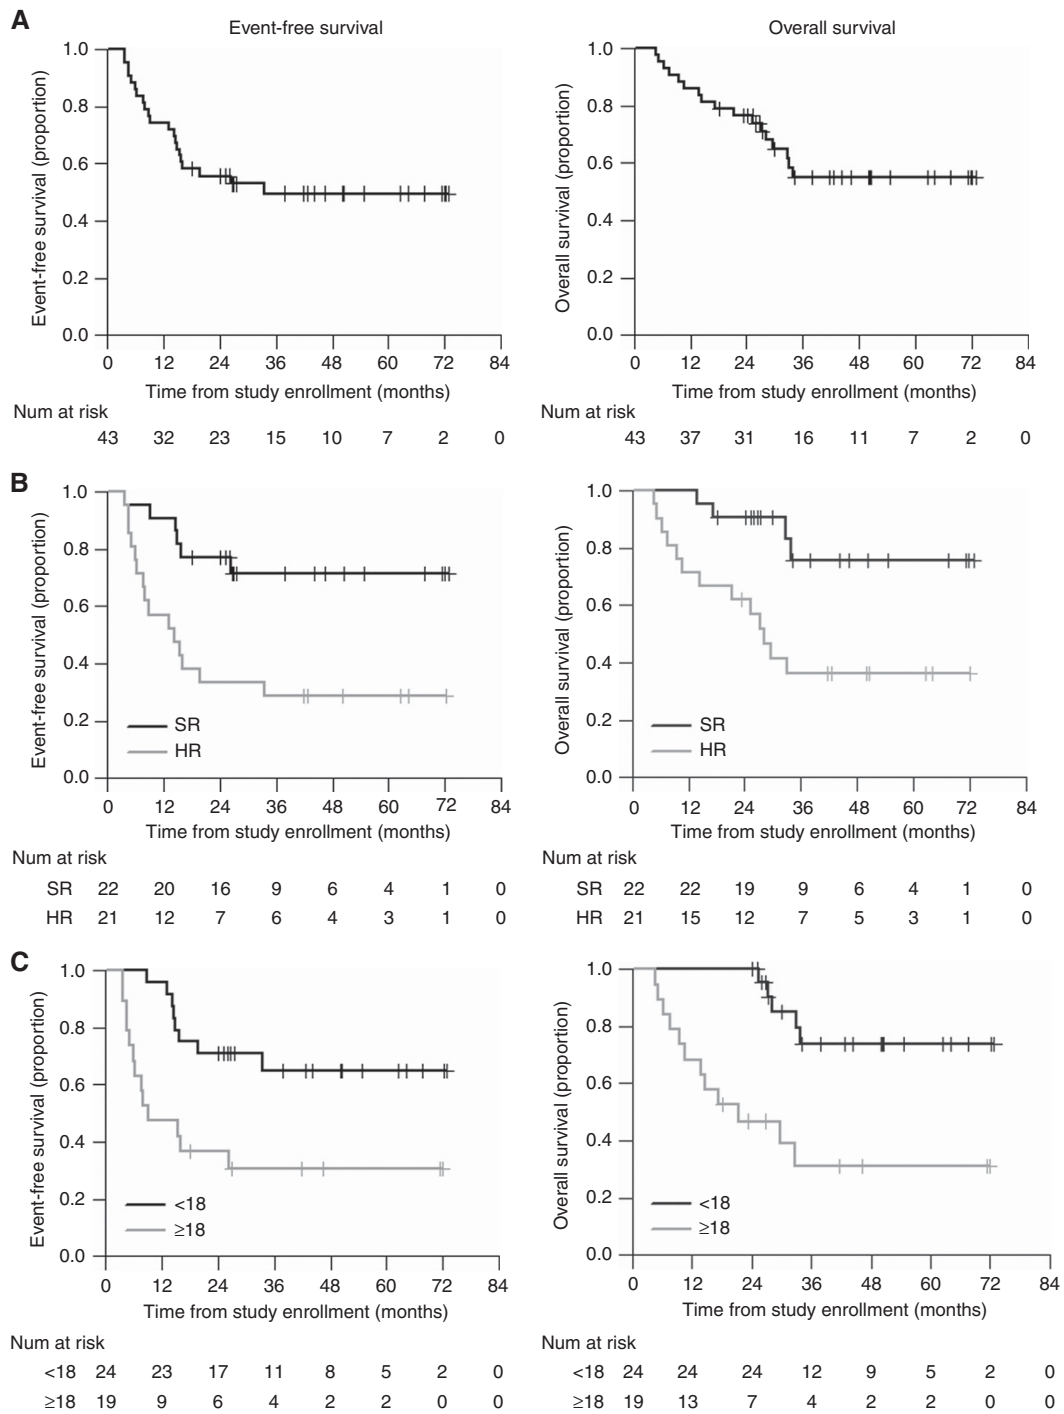 A
Event-free survival
Overall survival
Event-free survival (proportion)
1.0
0.8
0.6
0.4
0.2
0.0
0 12 24 36 48 60 72 84
Time from study enrollment (months)
Num at risk
43 32 23 15 10 7 2 0
Overall survival (proportion)
1.0
0.8
0.6
0.4
0.2
0.0
0 12 24 36 48 60 72 84
Time from study enrollment (months)
Num at risk
43 37 31 16 11 7 2 0
B
Event-free survival (proportion)
1.0
0.8
0.6
0.4
0.2
0.0
SR
HR
0 12 24 36 48 60 72 84
Time from study enrollment (months)
Num at risk
SR 22 20 16 9 6 4 1 0
HR 21 12 7 6 4 3 1 0
Overall survival (proportion)
1.0
0.8
0.6
0.4
0.2
0.0
SR
HR
0 12 24 36 48 60 72 84
Time from study enrollment (months)
Num at risk
SR 22 22 19 9 6 4 1 0
HR 21 15 12 7 5 3 1 0
C
Event-free survival (proportion)
1.0
0.8
0.6
0.4
0.2
0.0
<18
≥18
0 12 24 36 48 60 72 84
Time from study enrollment (months)
Num at risk
<18 24 23 17 11 8 5 2 0
≥18 19 9 6 4 2 2 0 0
Overall survival (proportion)
1.0
0.8
0.6
0.4
0.2
0.0
<18
≥18
0 12 24 36 48 60 72 84
Time from study enrollment (months)
Num at risk
<18 24 24 24 12 9 5 2 0
≥18 19 13 7 4 2 2 0 0